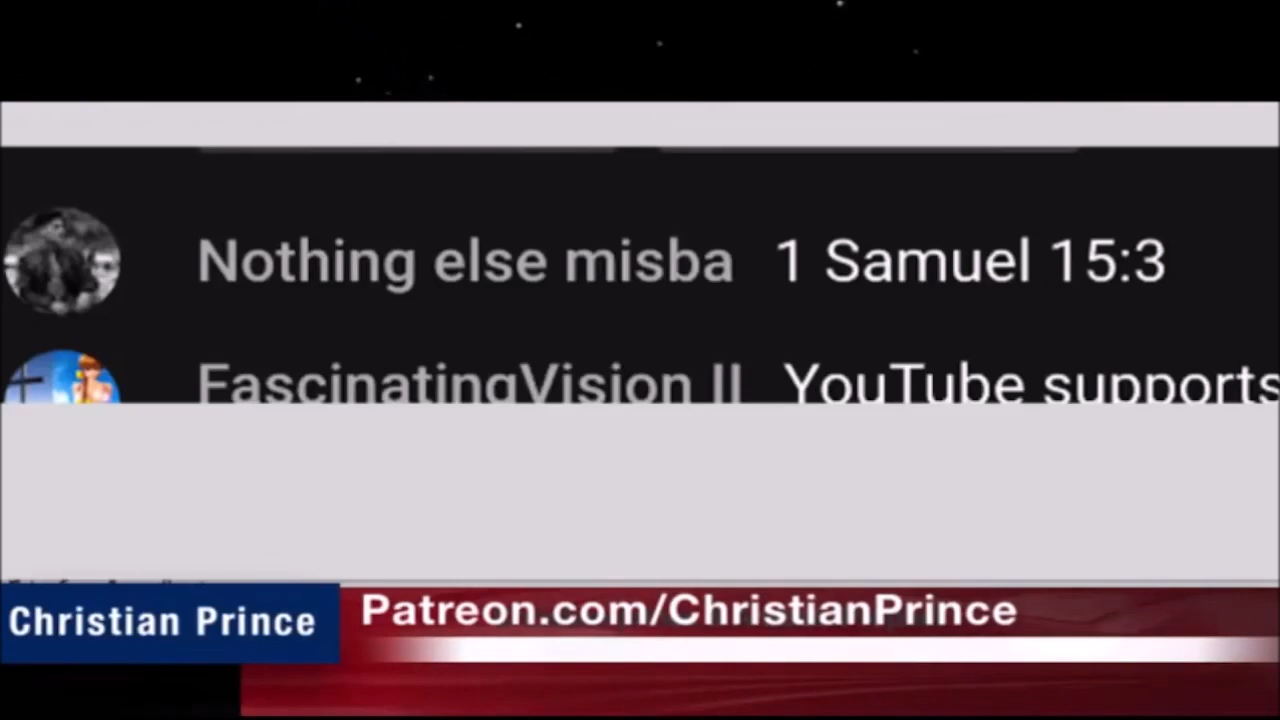 Nothing else misba 1 Samuel 15:3
FascinatingVision II YouTube supports
Christian Prince
Patreon.com/ChristianPrince